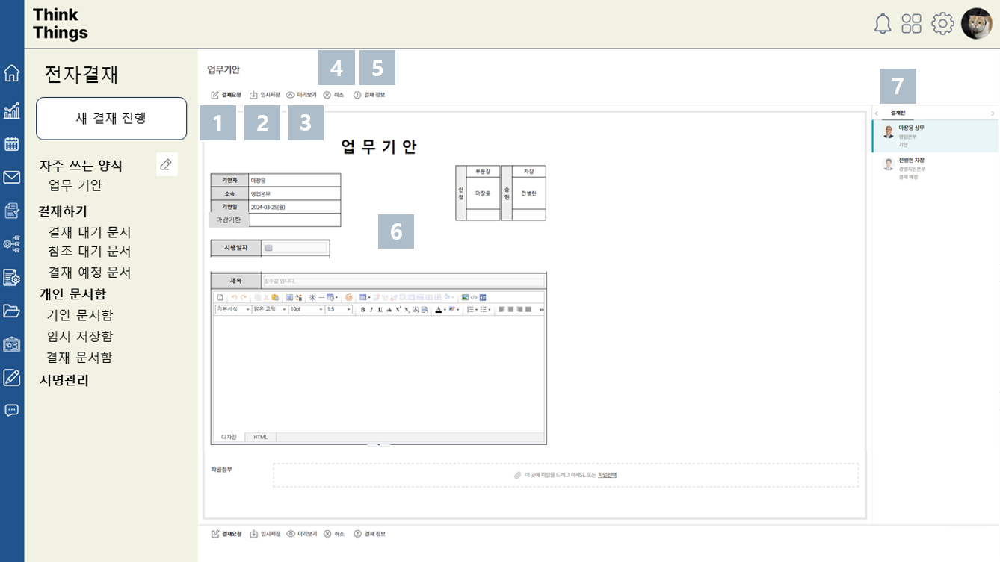 Think
Things
전자결재
새 결재 진행
자주 쓰는 양식
업무 기안
결재하기
결재 대기 문서
참조 대기 문서
결재 예정 문서
개인 문서함
기안 문서함
임시 저장함
결재 문서함
서명관리
업무기안
4 5
결재요청 임시저장 미리보기 취소 결재 정보
1 2 3
업 무 기 안
기안자 마장웅
소속 영업본부
기안일 2024-03-25(월)
마감기한
신청 부문장 마장웅
승인 차장 전병헌
6
시행일자
제목 필수값 입니다.
기본서식 맑은 고딕 10pt 1.5
디자인 HTML
파일첨부 이 곳에 파일을 드래그 하세요. 또는 파일선택
결재요청 임시저장 미리보기 취소 결재 정보
7
결재선
마장웅 상무
영업본부
기안
전병헌 차장
경영지원본부
결재 예정